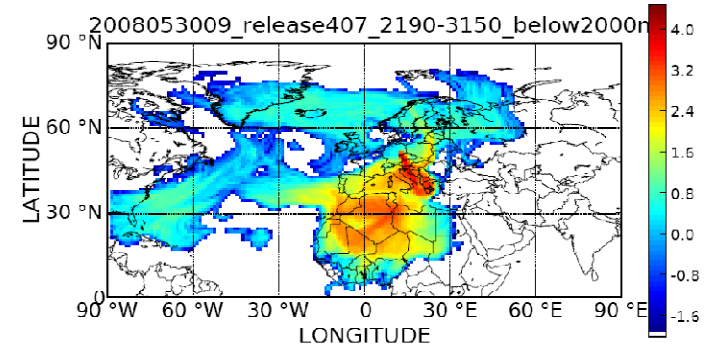 2008053009_release407_2190-3150_below2000m
90 °N
60 °N
30 °N
0
90 °W
60 °W
30 °W
0
30 °E
60 °E
90 °E
LATITUDE
LONGITUDE
4.0
3.2
2.4
1.5
0.8
0.0
-0.8
-1.6